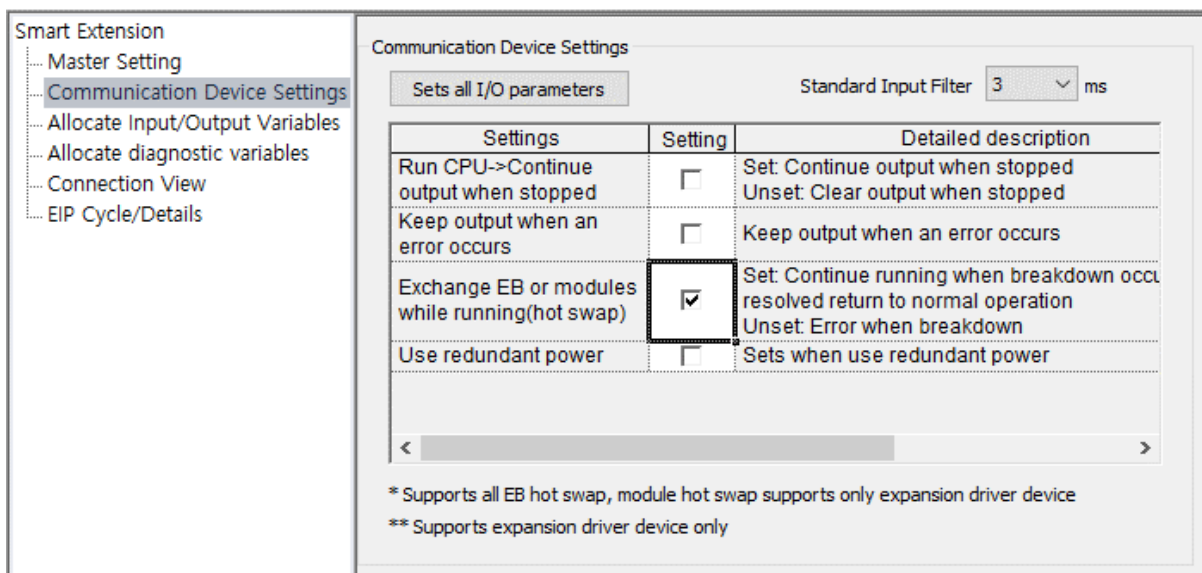 Smart Extension
Master Setting
Communication Device Settings
Allocate Input/Output Variables
Allocate diagnostic variables
Connection View
EIP Cycle/Details
Communication Device Settings
Sets all I/O parameters
Standard Input Filter 3 ms
Settings Setting Detailed description
Run CPU->Continue
output when stopped
Set: Continue output when stopped
Unset: Clear output when stopped
Keep output when an
error occurs
Keep output when an error occurs
Exchange EB or modules
while running(hot swap)
Set: Continue running when breakdown occu
resolved return to normal operation
Unset: Error when breakdown
Use redundant power
Sets when use redundant power
* Supports all EB hot swap, module hot swap supports only expansion driver device
** Supports expansion driver device only